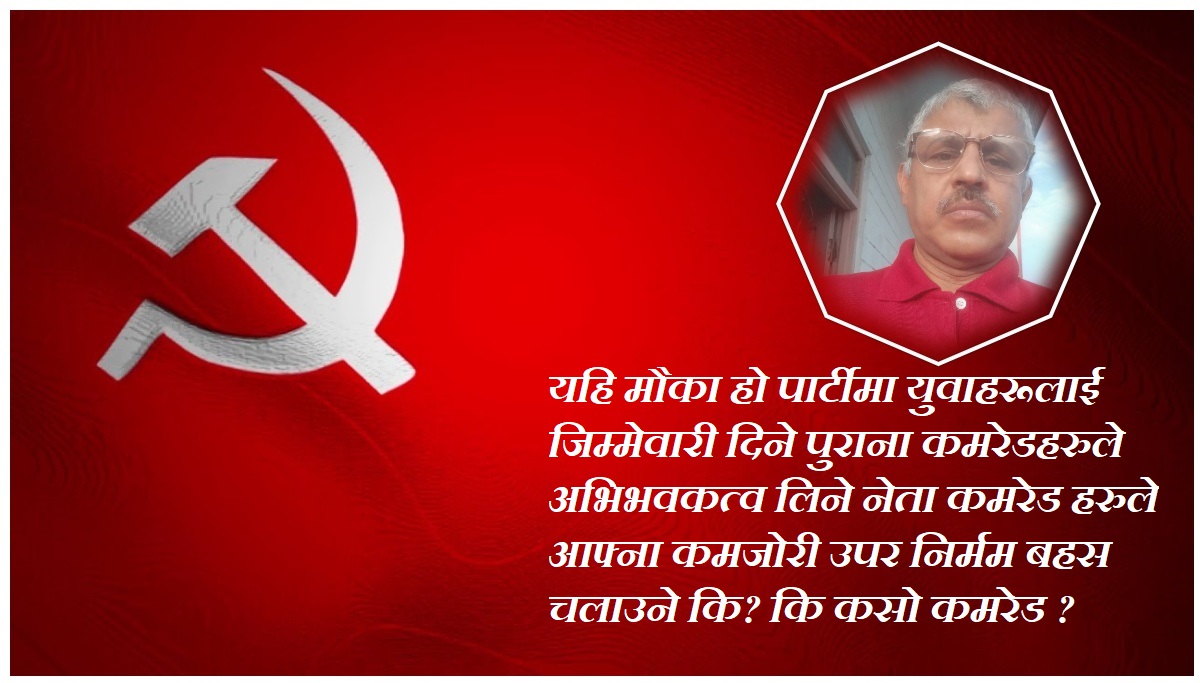 यहि मौका हो पार्टीमा युवाहरूलाई
जिम्मेवारी दिने पुराना कमरेडहरुले
अभिभवकत्व लिने नेता कमरेड हरुले
आफ्ना कमजोरी उपर निर्मम बहस
चलाउने कि? कि कसो कमरेड ?